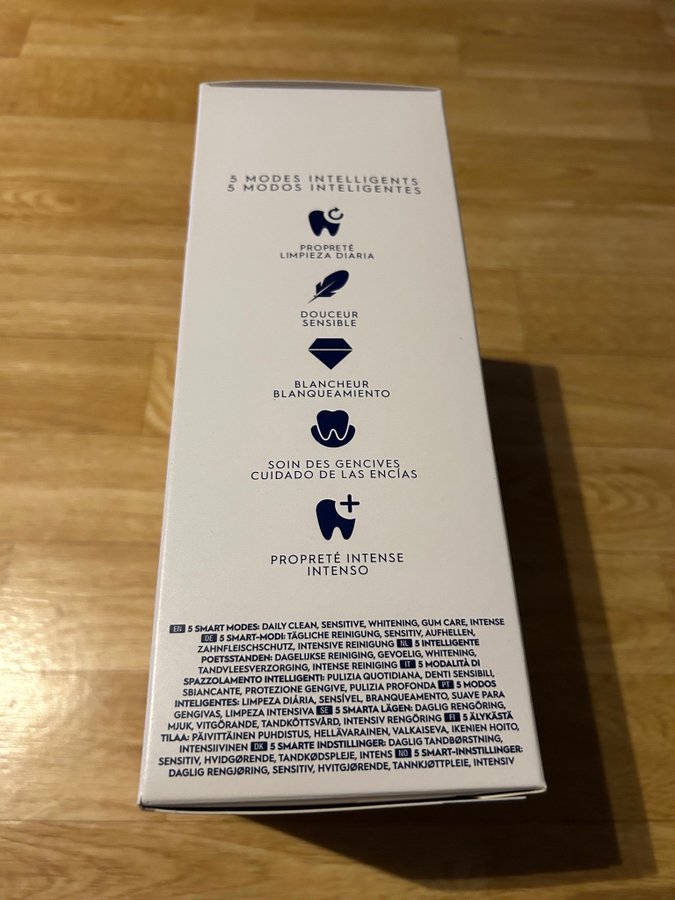 5 MODES INTELLIGENTS
5 MODOS INTELIGENTES
PROPRETÉ
LIMPIEZA DIARIA
DOUCEUR
SENSIBLE
BLANCHEUR
BLANQUEAMIENTO
SOIN DES GENCIVES
CUIDADO DE LAS ENCÍAS
PROPRETÉ INTENSE
INTENSO
EN 5 SMART MODES: DAILY CLEAN, SENSITIVE, WHITENING, GUM CARE, INTENSE
DE 5 SMART-MODI: TÄGLICHE REINIGUNG, SENSITIV, AUFHELLEN,
ZAHNFLEISCHSCHUTZ, INTENSIVE REINIGUNG NL 5 INTELLIGENTE
POETSSTANDEN: DAGELIJKSE REINIGING, GEVOELIG, WHITENING,
TANDVLEESVERZORGING, INTENSE REINIGING IT 5 MODALITÀ DI
SPAZZOLAMENTO INTELLIGENTI: PULIZIA QUOTIDIANA, DENTI SENSIBILI,
SBIANCANTE, PROTEZIONE GENGIVE, PULIZIA PROFONDA PT 5 MODOS
INTELIGENTES: LIMPEZA DIÁRIA, SENSÍVEL, BRANQUEAMENTO, SUAVE PARA
GENGIVAS, LIMPEZA INTENSIVA SE 5 SMARTA LÄGEN: DAGLIG RENGÖRING,
MJUK, VITGÖRANDE, TANDKÖTTSVÅRD, INTENSIV RENGÖRING FI 5 ÄLYKÄSTÄ
TILAA: PÄIVITTÄINEN PUHDISTUS, HELLÄVARAINEN, VALKAISEVA, IKENIEN HOITO,
INTENSIIVINEN DK 5 SMARTE INDSTILLINGER: DAGLIG TANDBØRSTNING,
SENSITIV, HVIDGØRENDE, TANDKØDSPLEJE, INTENS NO 5 SMART-INNSTILLINGER:
DAGLIG RENGJØRING, SENSITIV, HVITGJØRENDE, TANNKJØTTPLEIE, INTENSIV